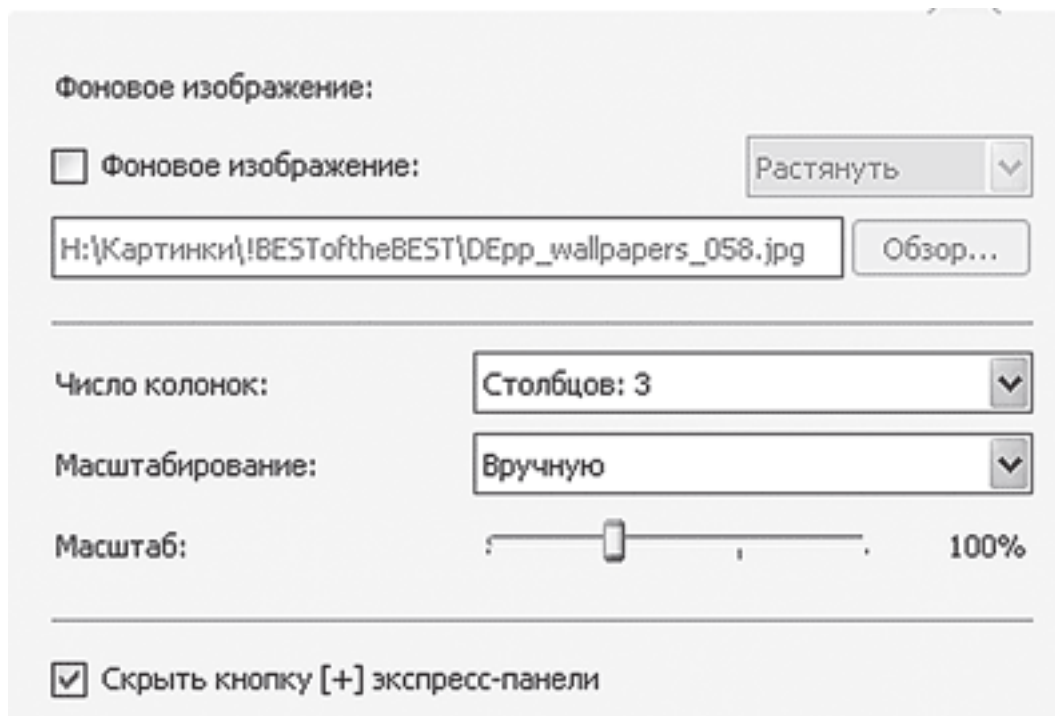 Фоновое изображение:
Фоновое изображение: Растянуть
H:\Картинки\!BESToftheBEST\DEpp_wallpapers_058.jpg Обзор...
Число колонок: Столбцов: 3
Масштабирование: Вручную
Масштаб: 100%
Скрыть кнопку [+] экспресс-панели